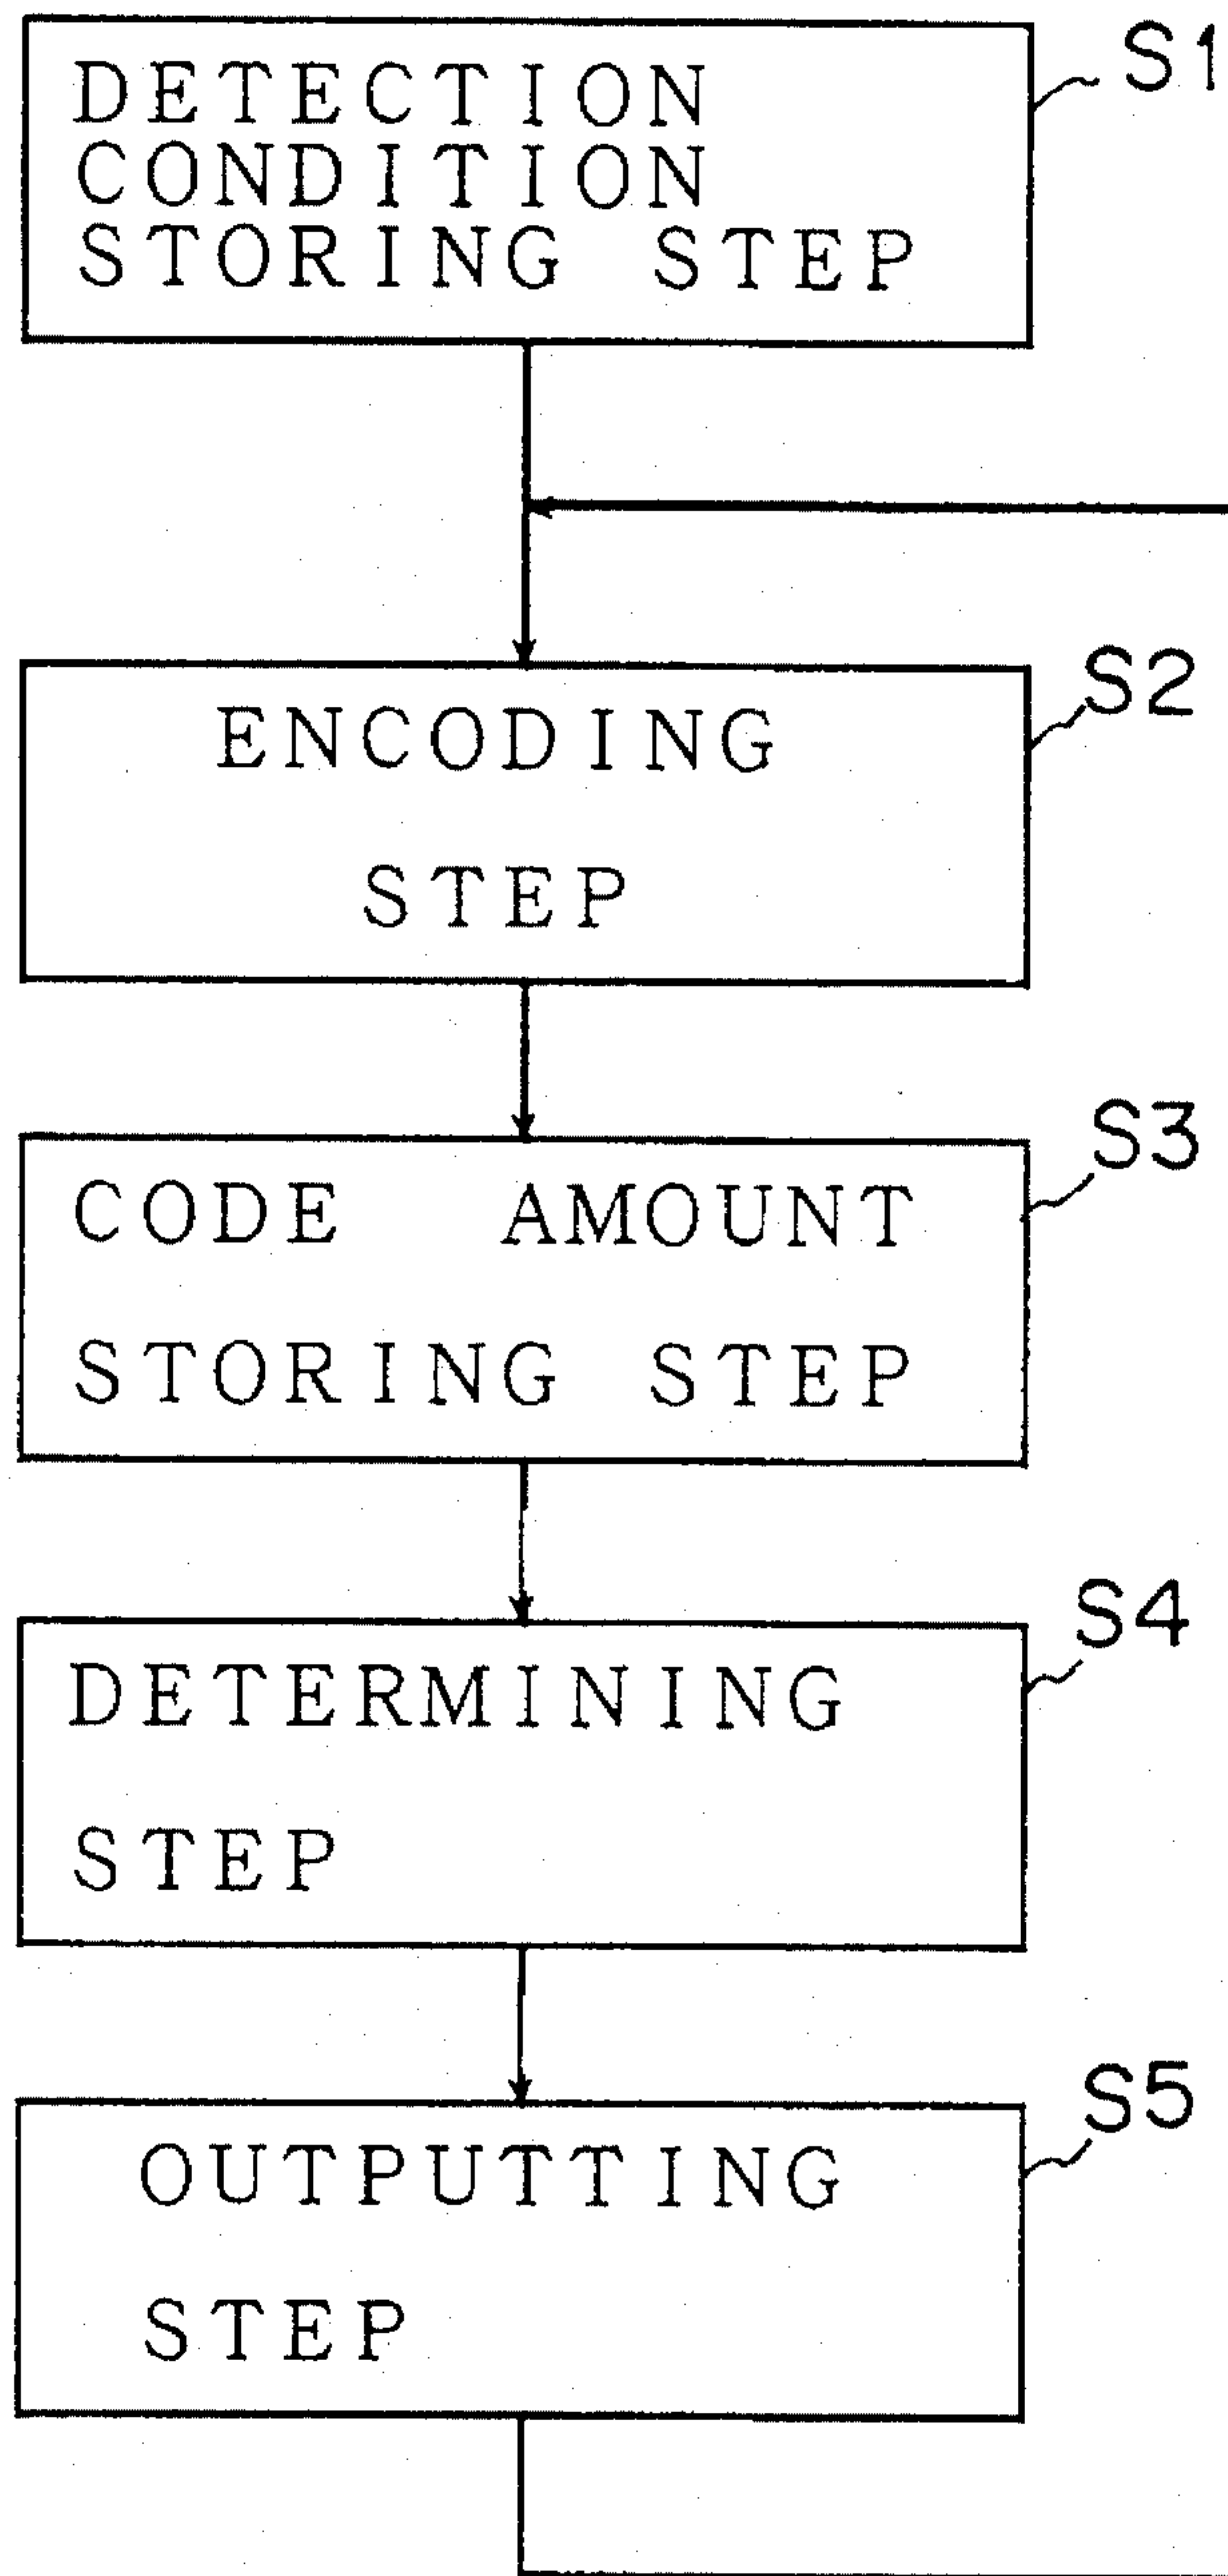 S1
DETECTION
CONDITION
STORING STEP
S2
ENCODING
STEP
S3
CODE AMOUNT
STORING STEP
S4
DETERMINING
STEP
S5
OUTPUTTING
STEP